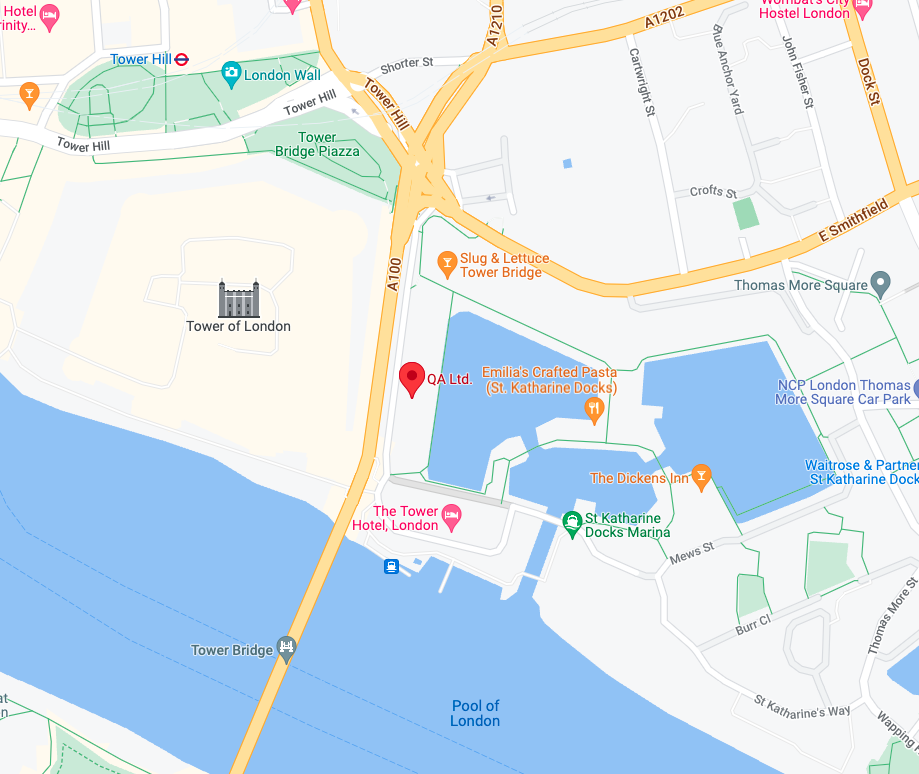 Hotel
rinity...
Wombat's City
Hostel London
A1210
A1202
Tower Hill
London Wall
Shorter St
Tower Hill
Tower Hill
Tower Hill
Tower
Bridge Piazza
Cartwright St
Blue Anchor Yard
John Fisher St
Dock St
Crofts St
E Smithfield
A100
Slug & Lettuce
Tower Bridge
Thomas More Square
Tower of London
QA Ltd.
Emilia's Crafted Pasta
(St. Katharine Docks)
NCP London Thomas
More Square Car Park
Waitrose & Partner
St Katharine Dock
The Dickens Inn
The Tower
Hotel, London
St Katharine
Docks Marina
Mews St
Burr Cl
Thomas More St
Tower Bridge
Pool of
London
St Katharine's Way
Wapping
at
n